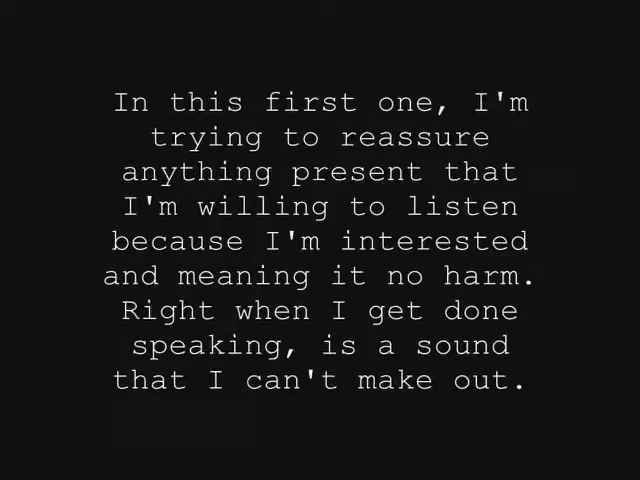 In this first one, I'm
trying to reassure
anything present that
I'm willing to listen
because I'm interested
and meaning it no harm.
Right when I get done
speaking, is a sound
that I can't make out.